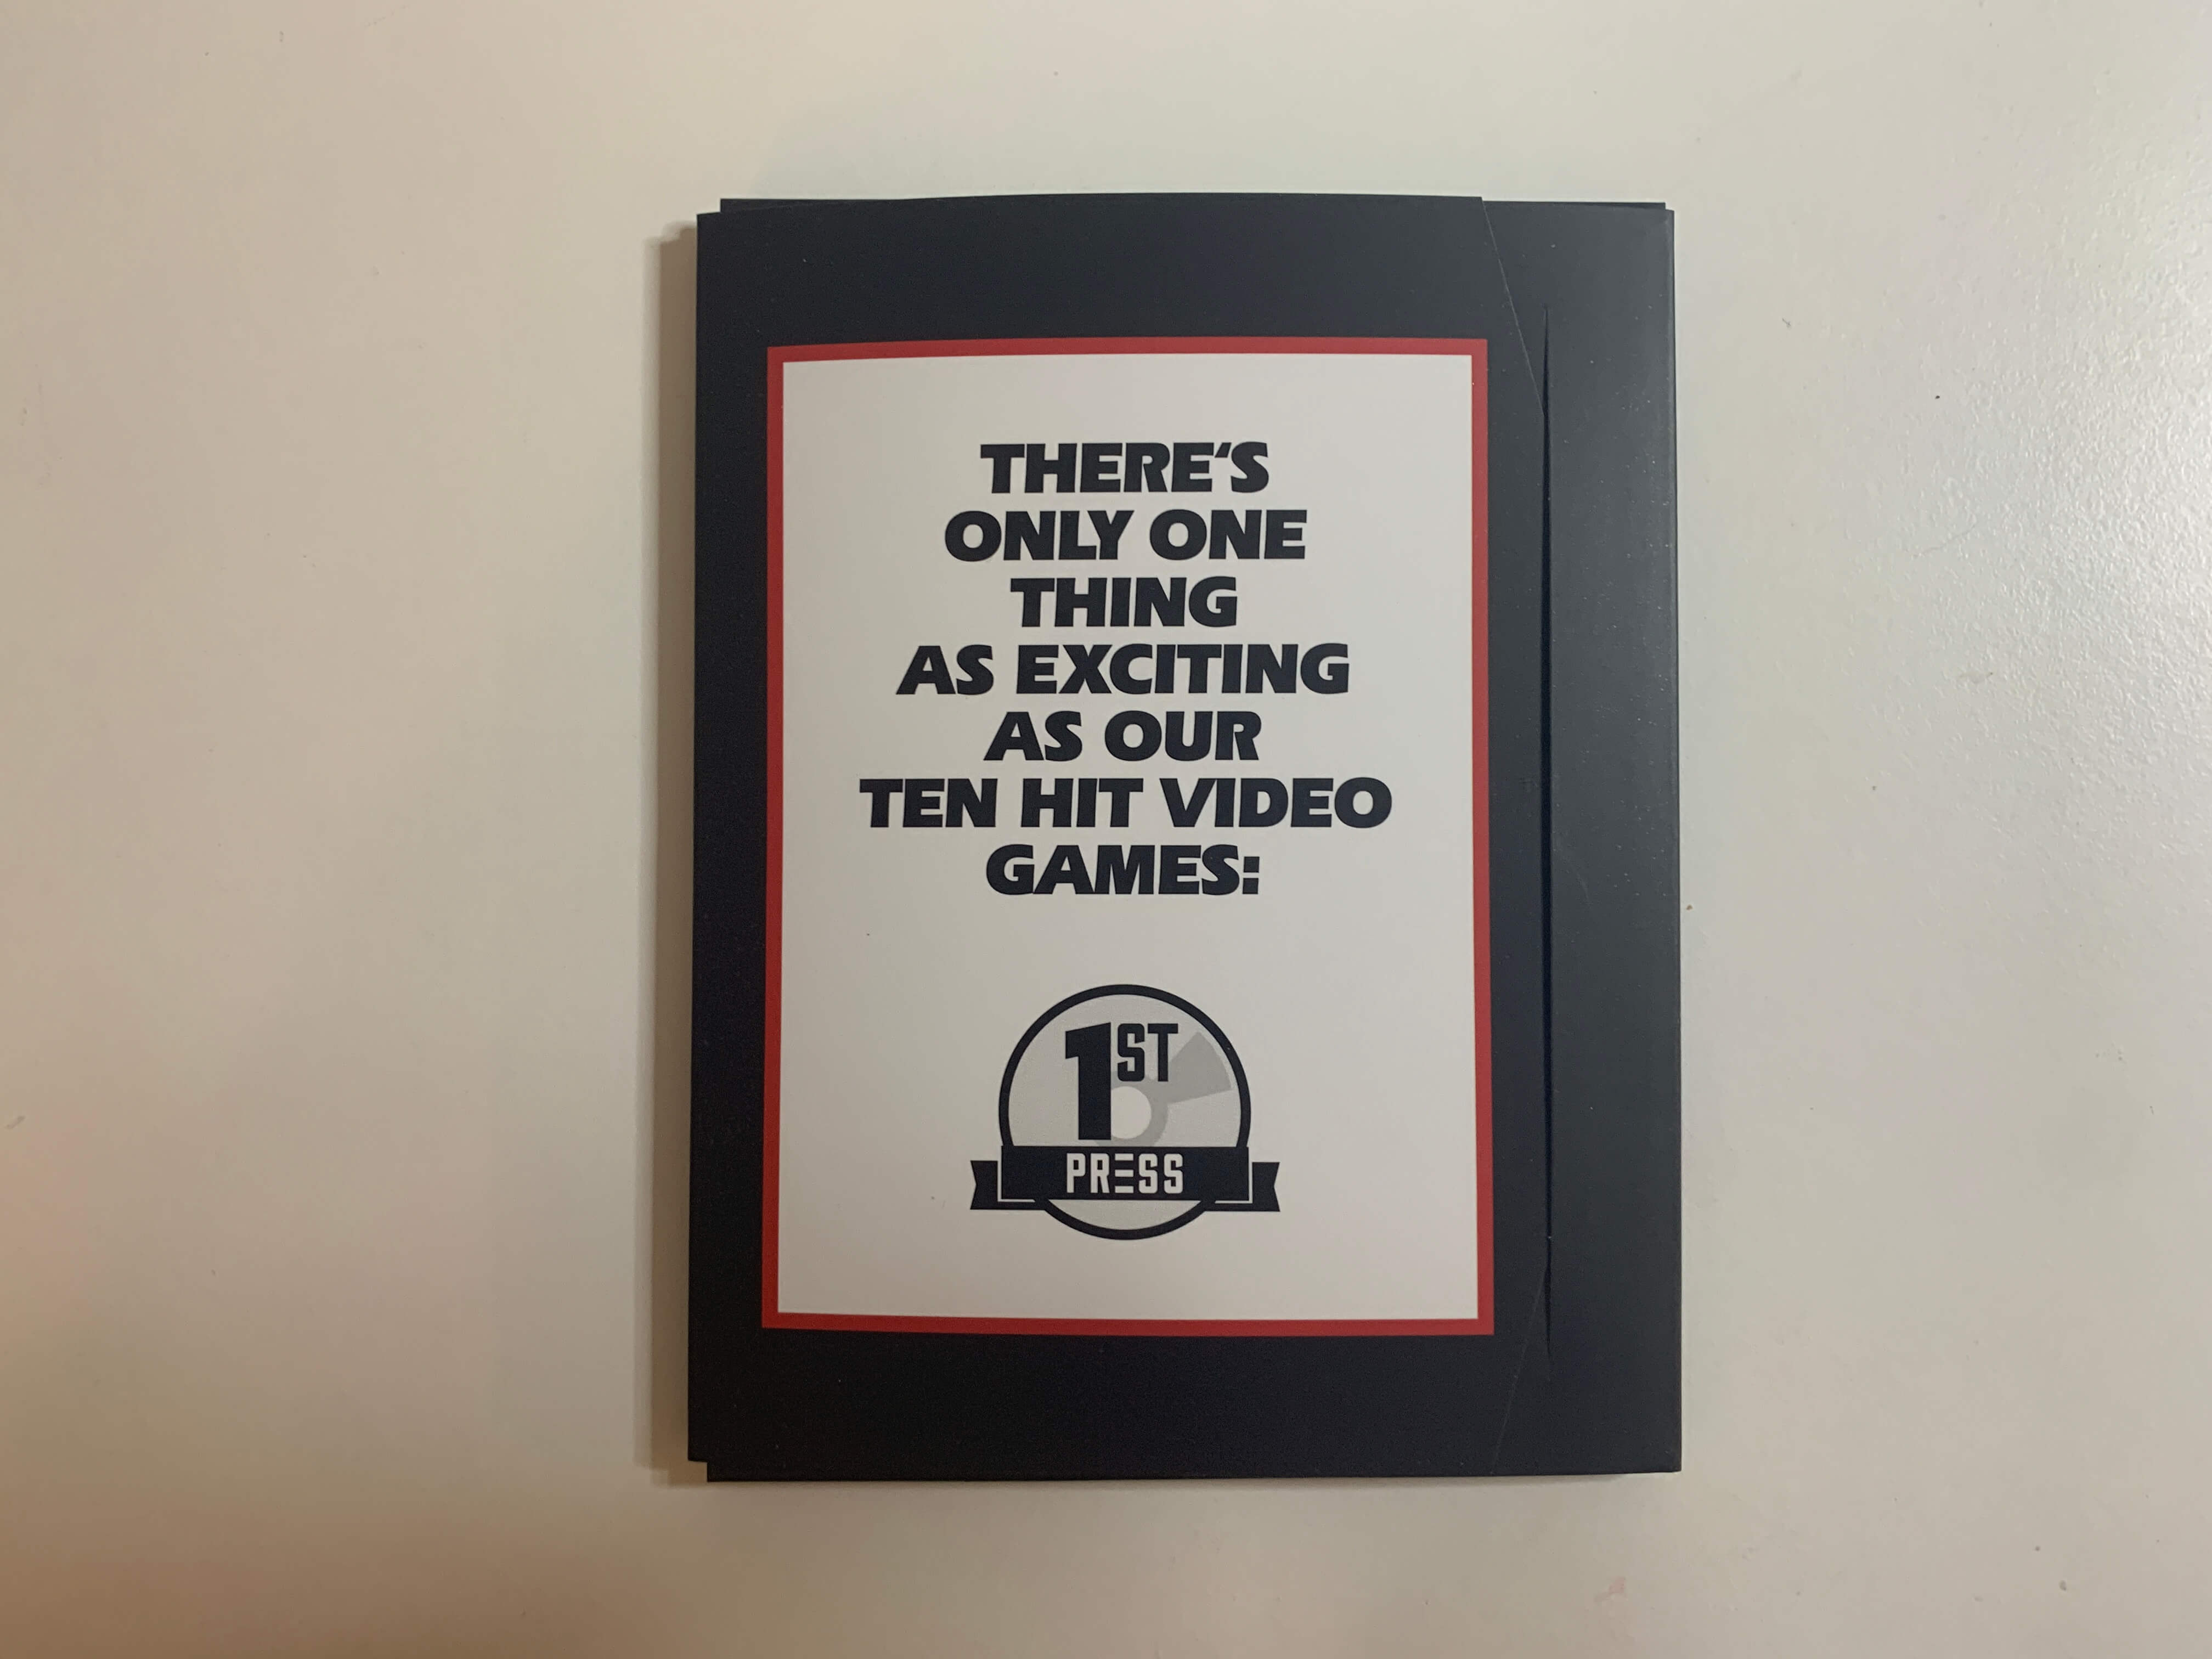 THERE'S
ONLY ONE
THING
AS EXCITING
AS OUR
TEN HIT VIDEO
GAMES:
1ST
PRESS